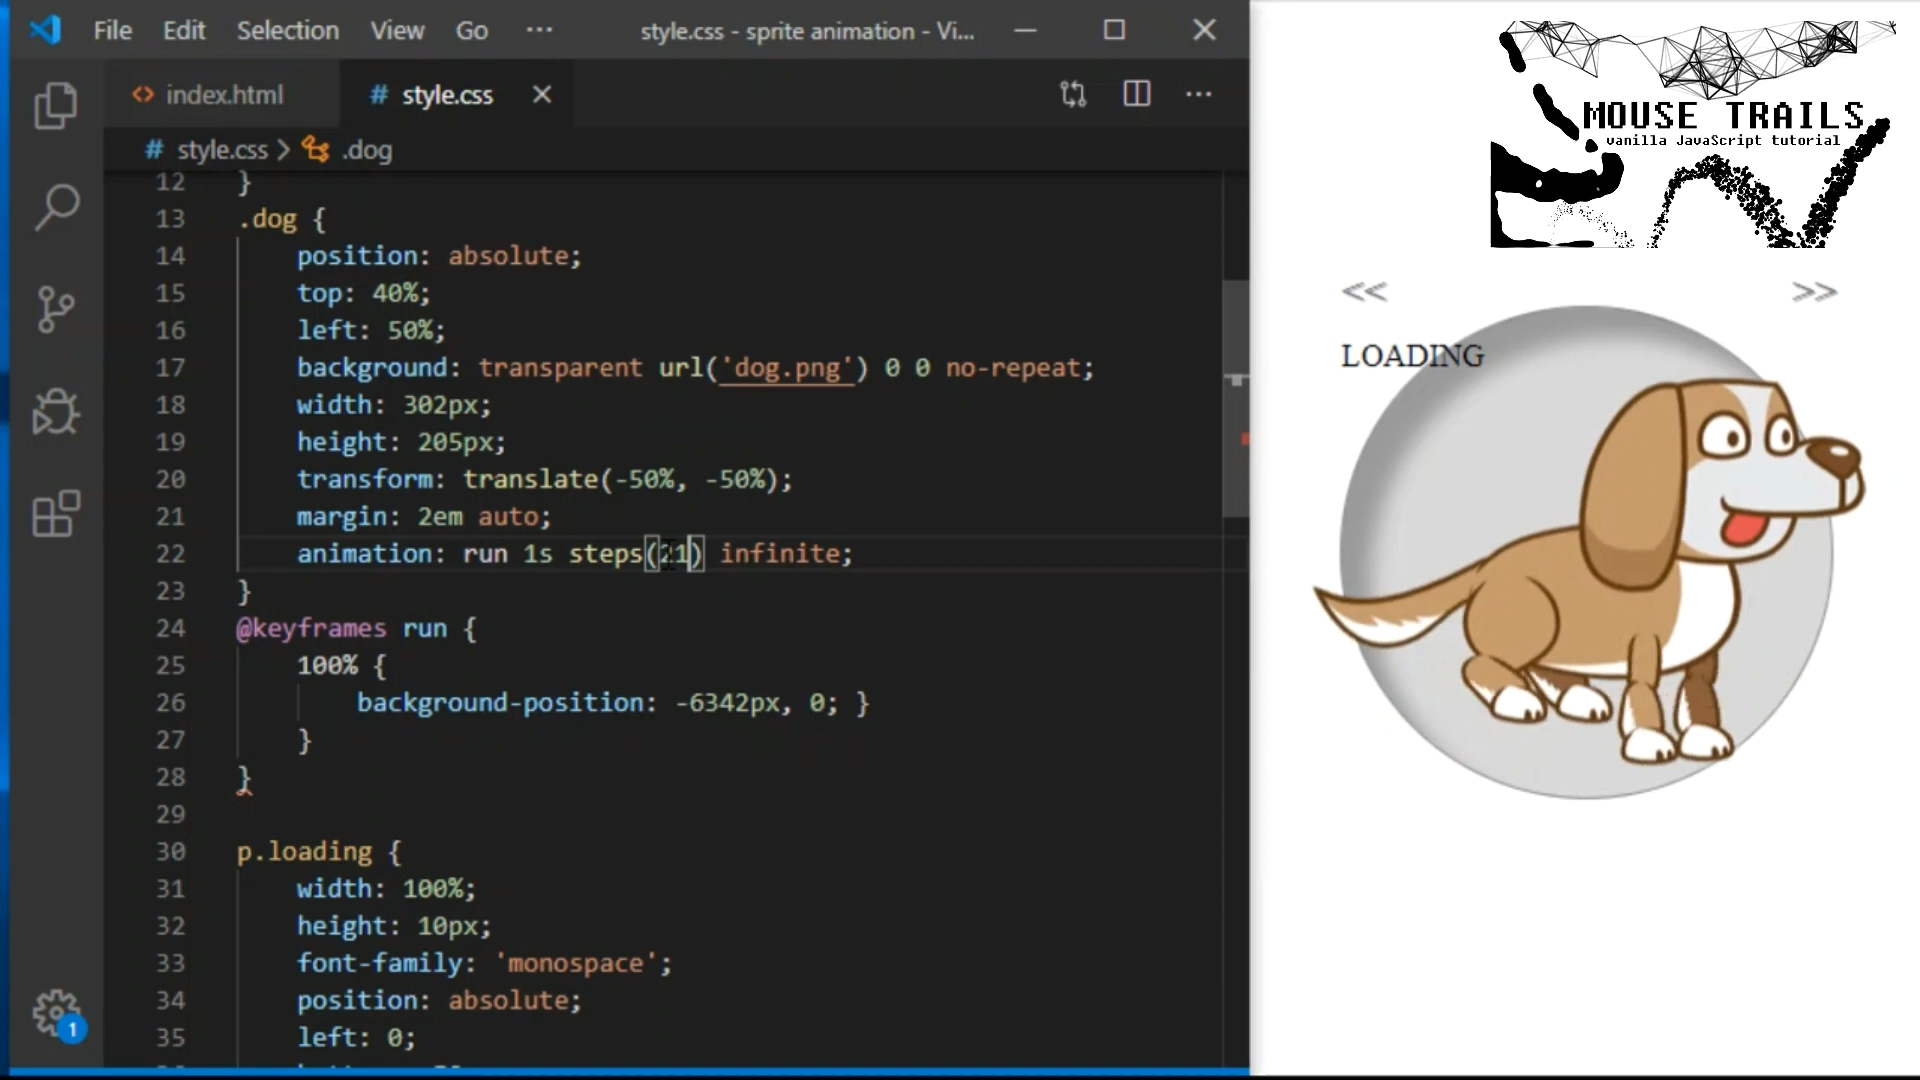 File Edit Selection View Go ··· style.css - sprite animation - Vi...
index.html # style.css
# style.css > .dog
12 }
13 .dog {
14 position: absolute;
15 top: 40%;
16 left: 50%;
17 background: transparent url('dog.png') 0 0 no-repeat;
18 width: 302px;
19 height: 205px;
20 transform: translate(-50%, -50%);
21 margin: 2em auto;
22 animation: run 1s steps(21) infinite;
23 }
24 @keyframes run {
25 100% {
26 background-position: -6342px, 0; }
27 }
28 }
29
30 p.loading {
31 width: 100%;
32 height: 10px;
33 font-family: 'monospace';
34 position: absolute;
35 left: 0;
1
MOUSE TRAILS
vanilla JavaScript tutorial
<< >>
LOADING